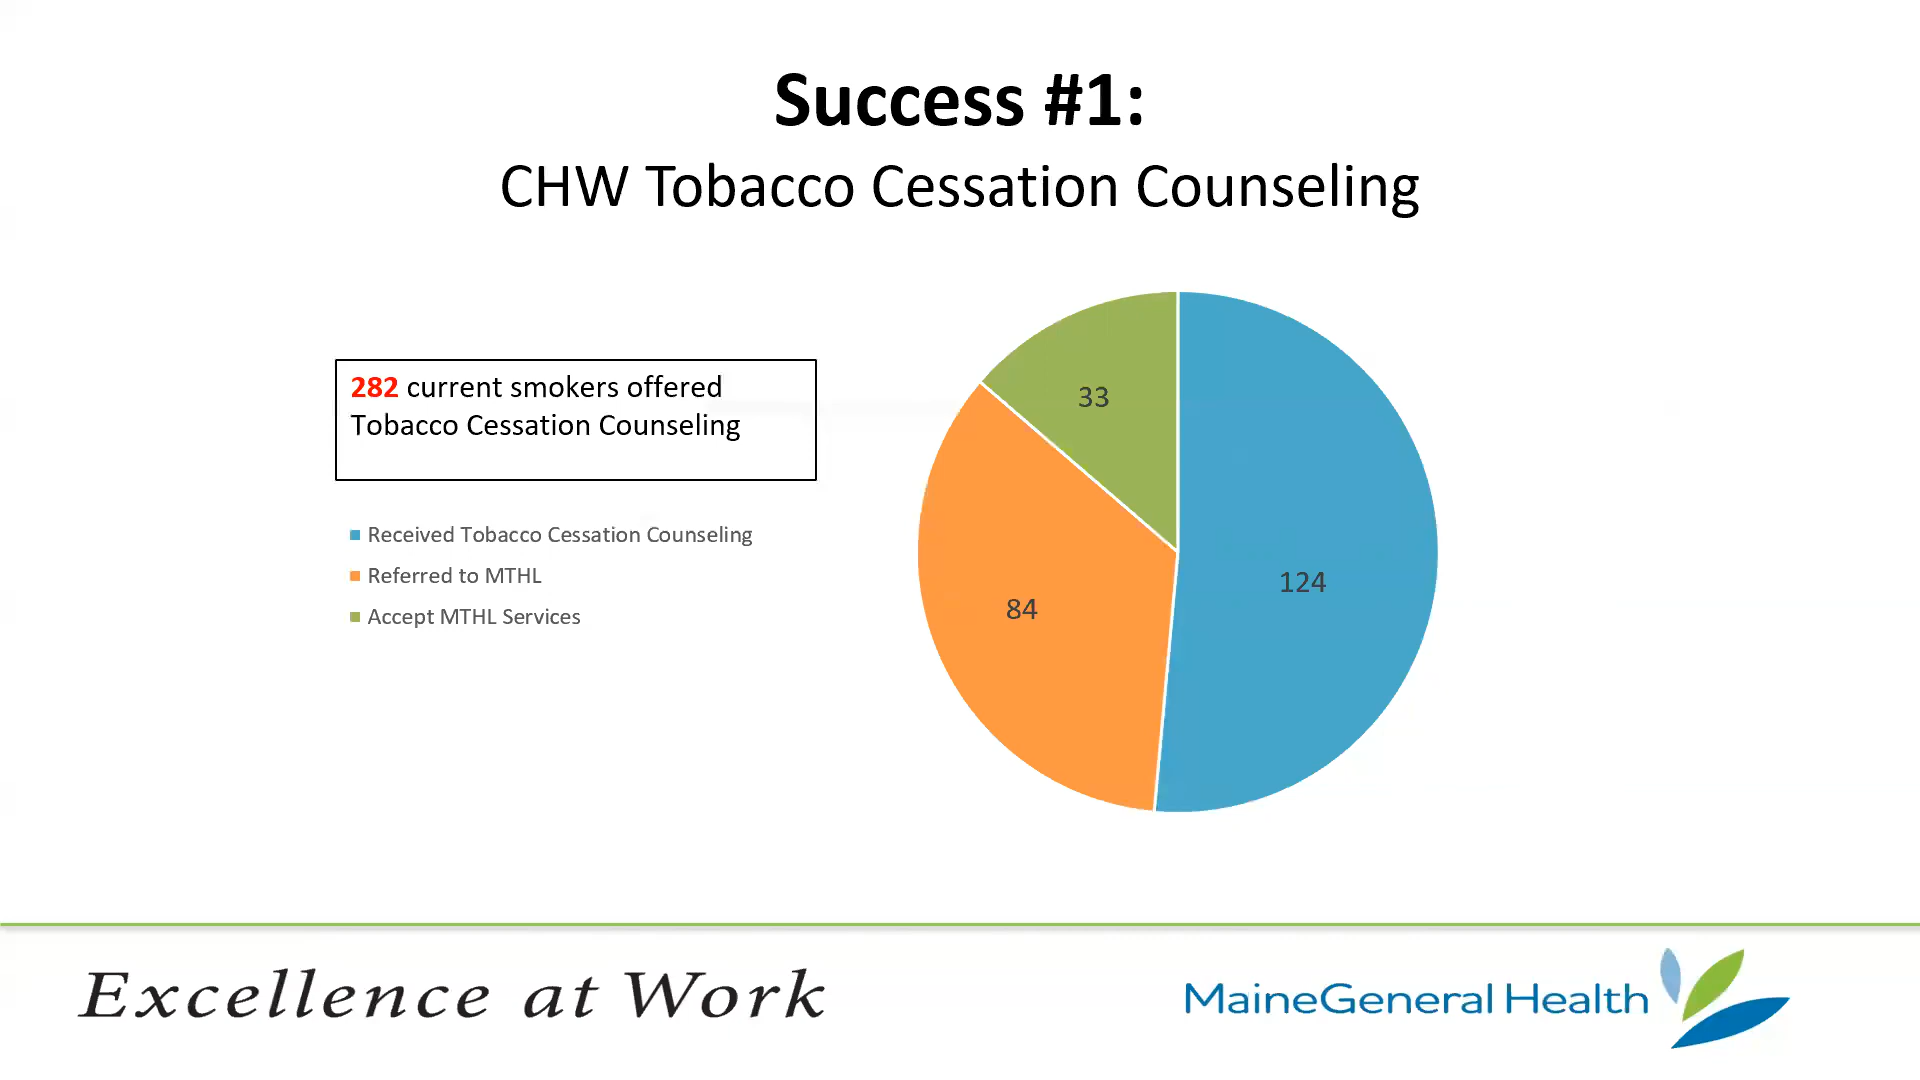 Success #1:
CHW Tobacco Cessation Counseling
282 current smokers offered
Tobacco Cessation Counseling
Received Tobacco Cessation Counseling
Referred to MTHL
Accept MTHL Services
33
124
84
Excellence at Work
MaineGeneral Health